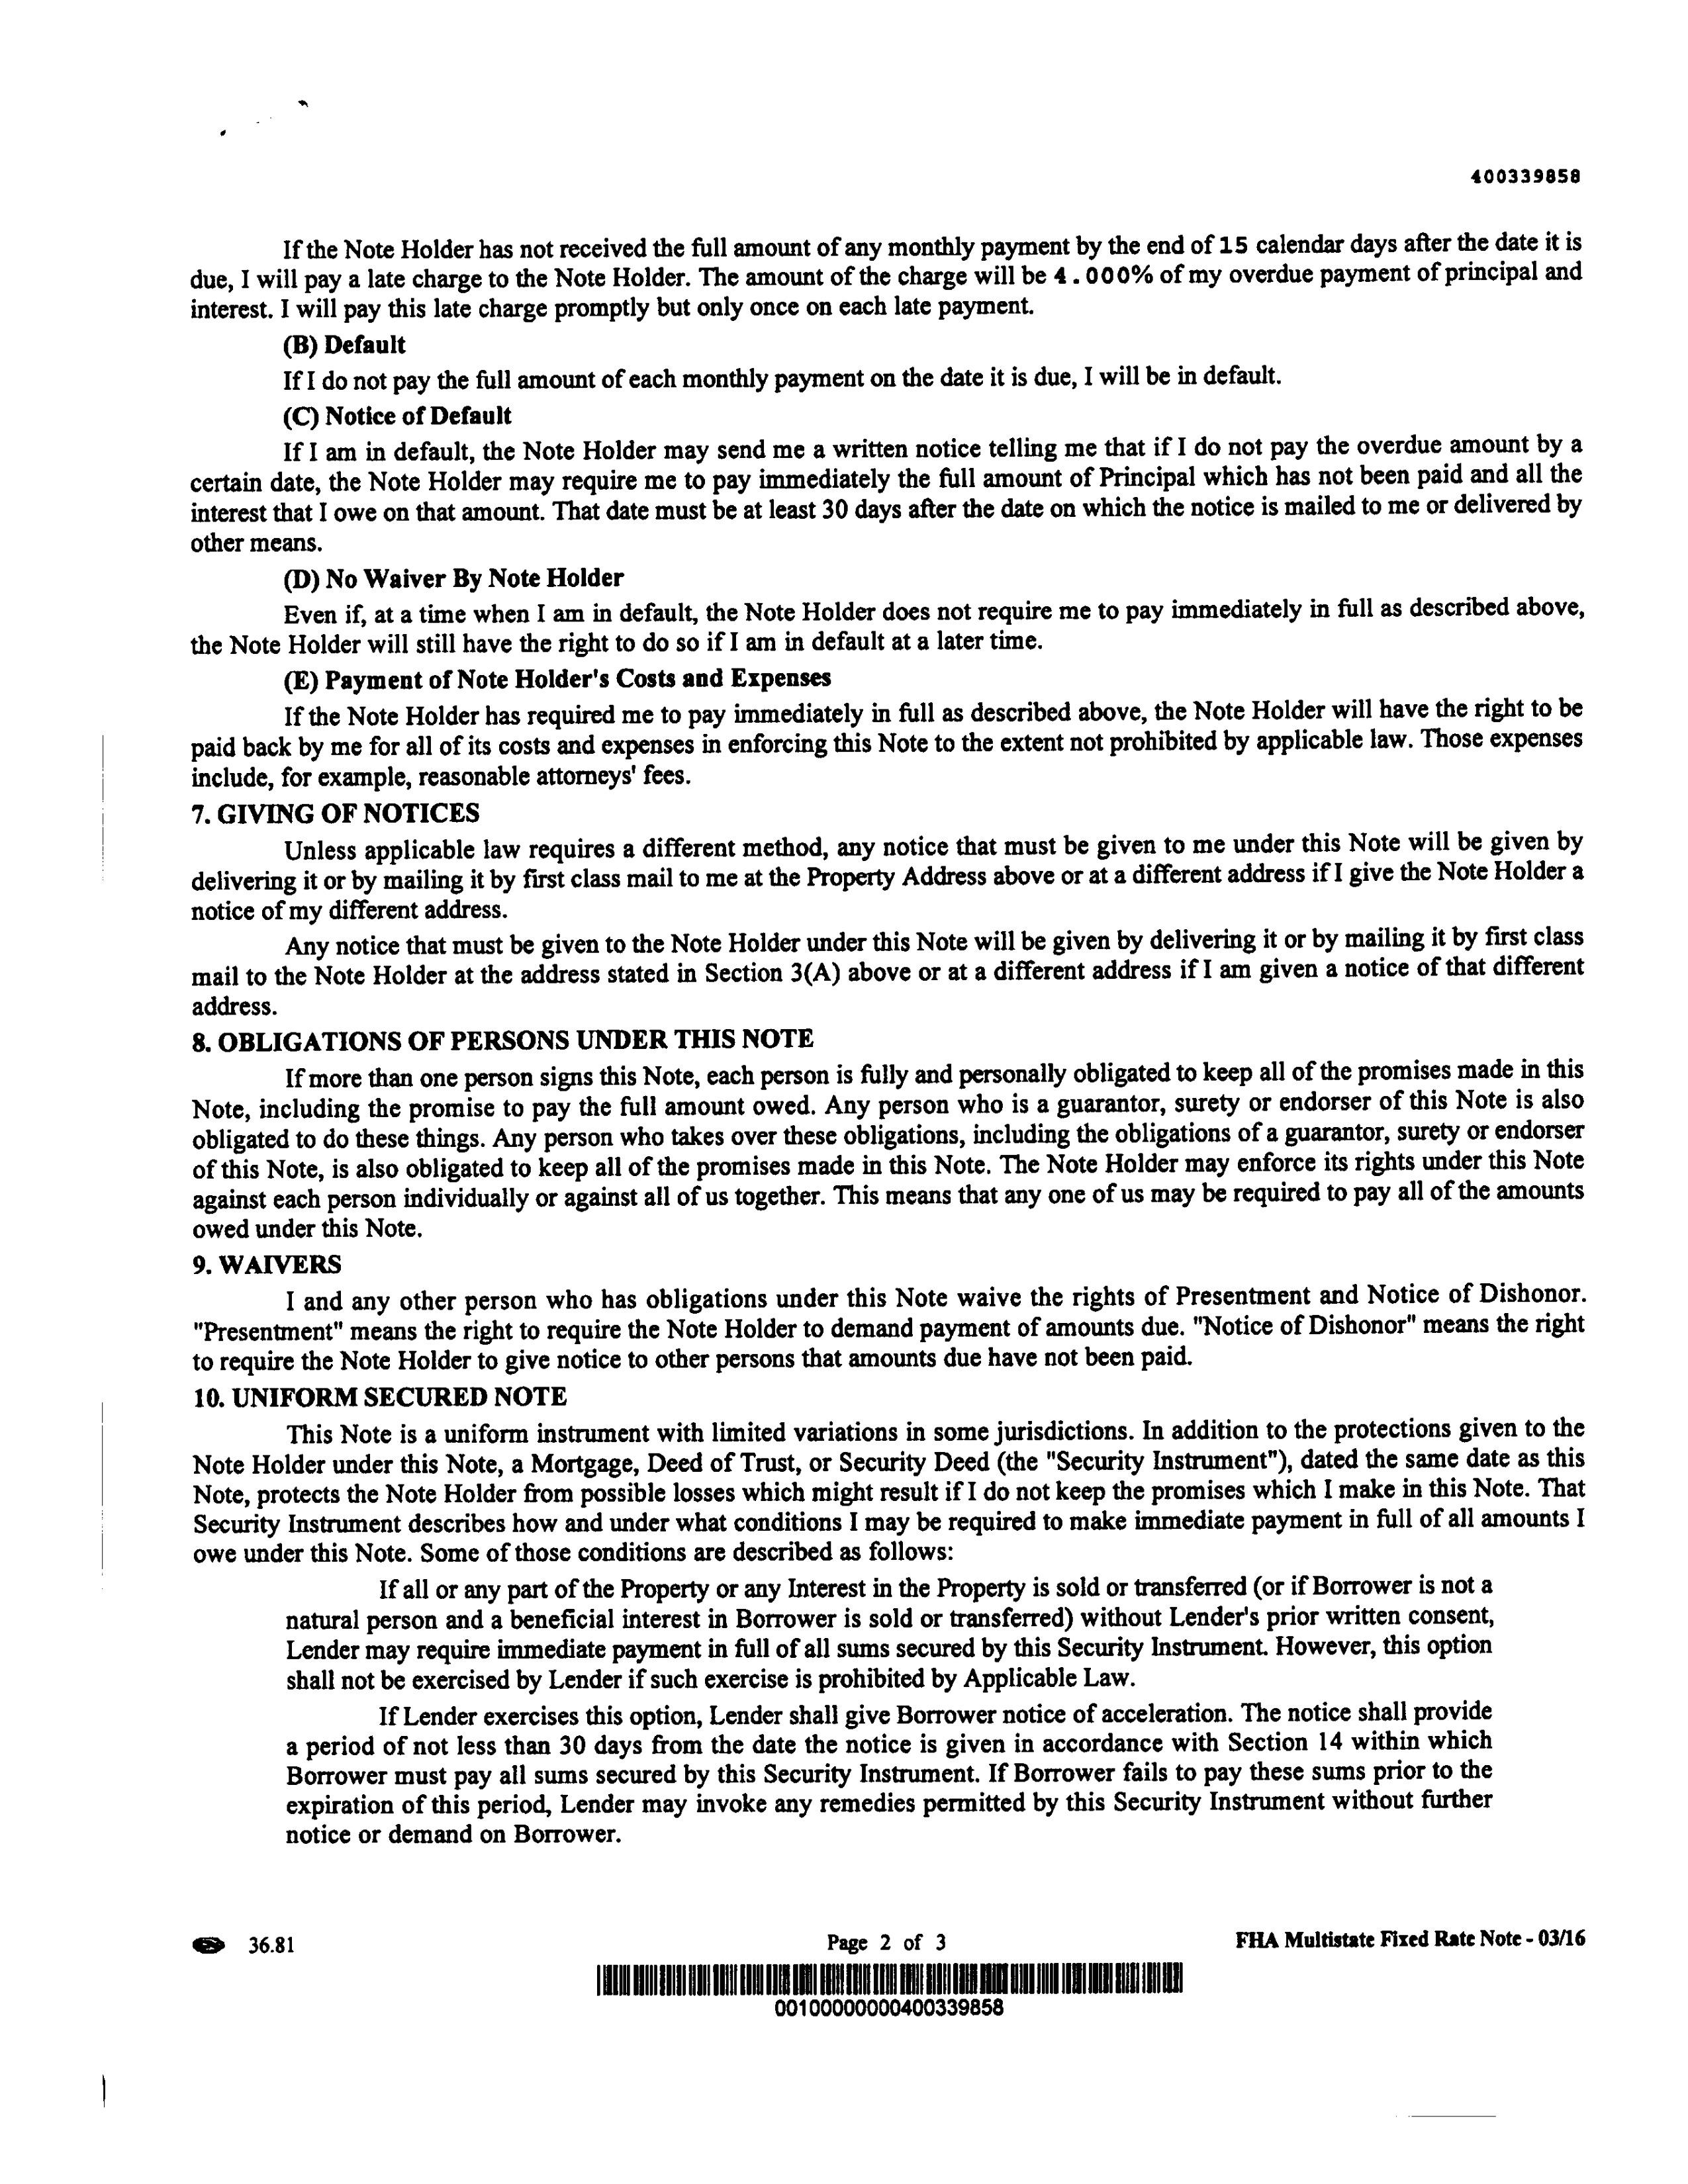 400339858
If the Note Holder has not received the full amount of any monthly payment by the end of 15 calendar days after the date it is
due, I will pay a late charge to the Note Holder. The amount of the charge will be 4.000% of my overdue payment of principal and
interest. I will pay this late charge promptly but only once on each late payment.
(B) Default
If I do not pay the full amount of each monthly payment on the date it is due, I will be in default.
(C) Notice of Default
If I am in default, the Note Holder may send me a written notice telling me that if I do not pay the overdue amount by a
certain date, the Note Holder may require me to pay immediately the full amount of Principal which has not been paid and all the
interest that I owe on that amount. That date must be at least 30 days after the date on which the notice is mailed to me or delivered by
other means.
(D) No Waiver By Note Holder
Even if, at a time when I am in default, the Note Holder does not require me to pay immediately in full as described above,
the Note Holder will still have the right to do so if I am in default at a later time.
(E) Payment of Note Holder's Costs and Expenses
If the Note Holder has required me to pay immediately in full as described above, the Note Holder will have the right to be
paid back by me for all of its costs and expenses in enforcing this Note to the extent not prohibited by applicable law. Those expenses
include, for example, reasonable attorneys' fees.
7. GIVING OF NOTICES
Unless applicable law requires a different method, any notice that must be given to me under this Note will be given by
delivering it or by mailing it by first class mail to me at the Property Address above or at a different address if I give the Note Holder a
notice of my different address.
Any notice that must be given to the Note Holder under this Note will be given by delivering it or by mailing it by first class
mail to the Note Holder at the address stated in Section 3(A) above or at a different address if I am given a notice of that different
address.
8. OBLIGATIONS OF PERSONS UNDER THIS NOTE
If more than one person signs this Note, each person is fully and personally obligated to keep all of the promises made in this
Note, including the promise to pay the full amount owed. Any person who is a guarantor, surety or endorser of this Note is also
obligated to do these things. Any person who takes over these obligations, including the obligations of a guarantor, surety or endorser
of this Note, is also obligated to keep all of the promises made in this Note. The Note Holder may enforce its rights under this Note
against each person individually or against all of us together. This means that any one of us may be required to pay all of the amounts
owed under this Note.
9. WAIVERS
I and any other person who has obligations under this Note waive the rights of Presentment and Notice of Dishonor.
"Presentment" means the right to require the Note Holder to demand payment of amounts due. "Notice of Dishonor" means the right
to require the Note Holder to give notice to other persons that amounts due have not been paid.
10. UNIFORM SECURED NOTE
This Note is a uniform instrument with limited variations in some jurisdictions. In addition to the protections given to the
Note Holder under this Note, a Mortgage, Deed of Trust, or Security Deed (the "Security Instrument"), dated the same date as this
Note, protects the Note Holder from possible losses which might result if I do not keep the promises which I make in this Note. That
Security Instrument describes how and under what conditions I may be required to make immediate payment in full of all amounts I
owe under this Note. Some of those conditions are described as follows:
If all or any part of the Property or any Interest in the Property is sold or transferred (or if Borrower is not a
natural person and a beneficial interest in Borrower is sold or transferred) without Lender's prior written consent,
Lender may require immediate payment in full of all sums secured by this Security Instrument. However, this option
shall not be exercised by Lender if such exercise is prohibited by Applicable Law.
If Lender exercises this option, Lender shall give Borrower notice of acceleration. The notice shall provide
a period of not less than 30 days from the date the notice is given in accordance with Section 14 within which
Borrower must pay all sums secured by this Security Instrument. If Borrower fails to pay these sums prior to the
expiration of this period, Lender may invoke any remedies permitted by this Security Instrument without further
notice or demand on Borrower.
36.81
Page 2 of 3
FHA Multistate Fixed Rate Note - 03/16
00100000000400339858